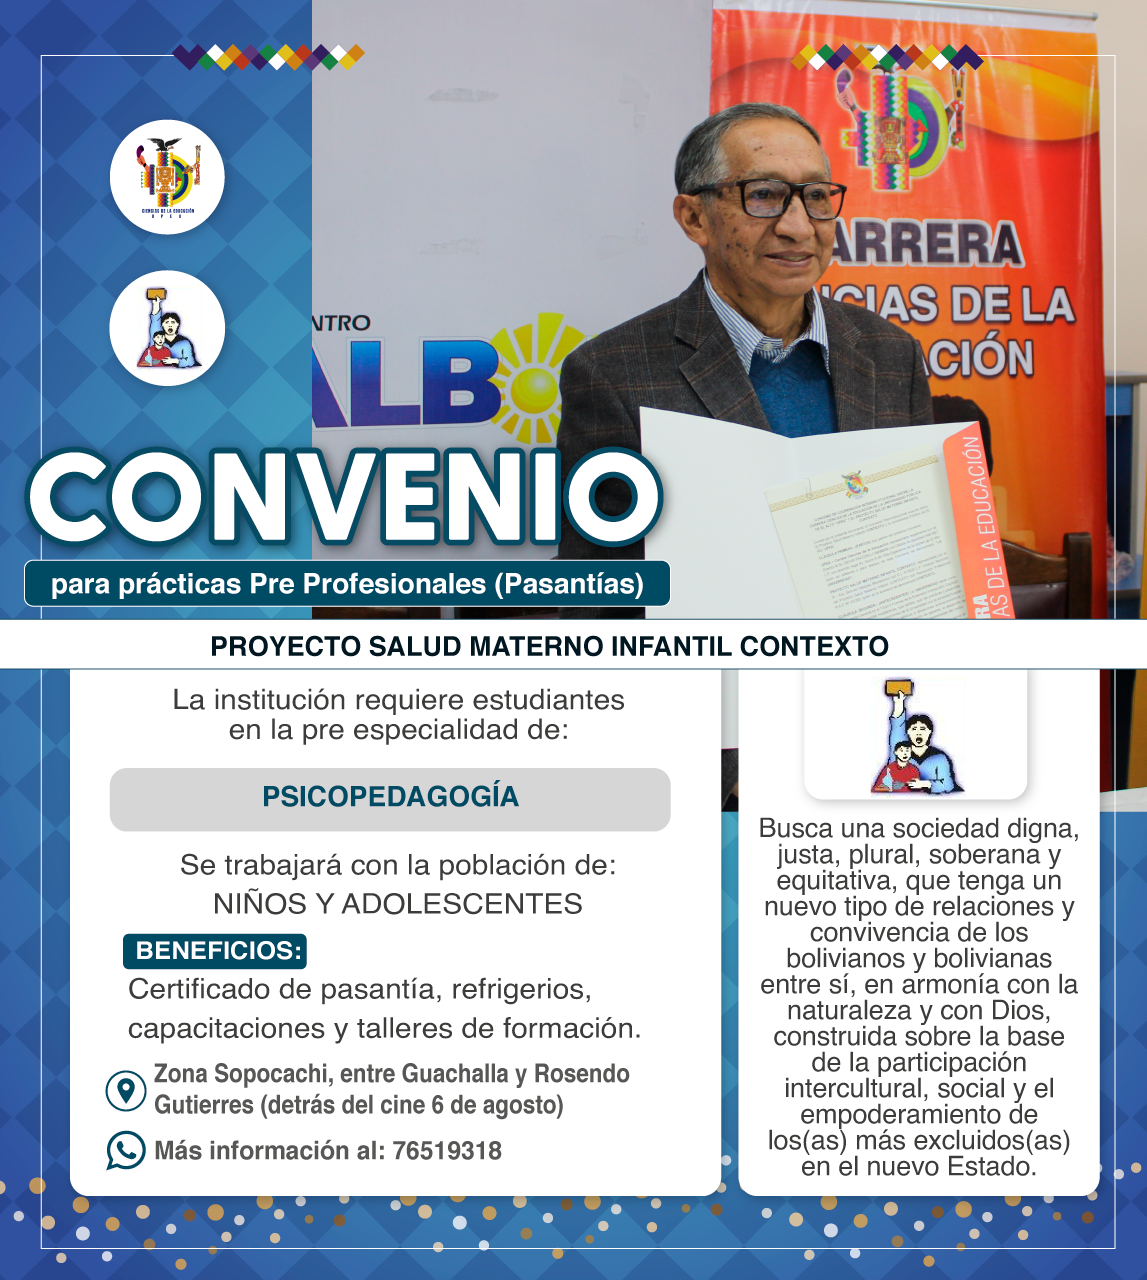 CIENCIAS DE LA EDUCACIÓN
U P E A
NTRO
ALB
CARRERA
CIAS DE LA
ACIÓN
CONVENIO
para prácticas Pre Profesionales (Pasantías)
AS DE LA EDUCACIÓN
RA
PROYECTO SALUD MATERNO INFANTIL CONTEXTO
La institución requiere estudiantes
en la pre especialidad de:
PSICOPEDAGOGÍA
Se trabajará con la población de:
NIÑOS Y ADOLESCENTES
BENEFICIOS:
Certificado de pasantía, refrigerios,
capacitaciones y talleres de formación.
Zona Sopocachi, entre Guachalla y Rosendo
Gutierres (detrás del cine 6 de agosto)
Más información al: 76519318
Busca una sociedad digna,
justa, plural, soberana y
equitativa, que tenga un
nuevo tipo de relaciones y
convivencia de los
bolivianos y bolivianas
entre sí, en armonía con la
naturaleza y con Dios,
construida sobre la base
de la participación
intercultural, social y el
empoderamiento de
los(as) más excluidos(as)
en el nuevo Estado.